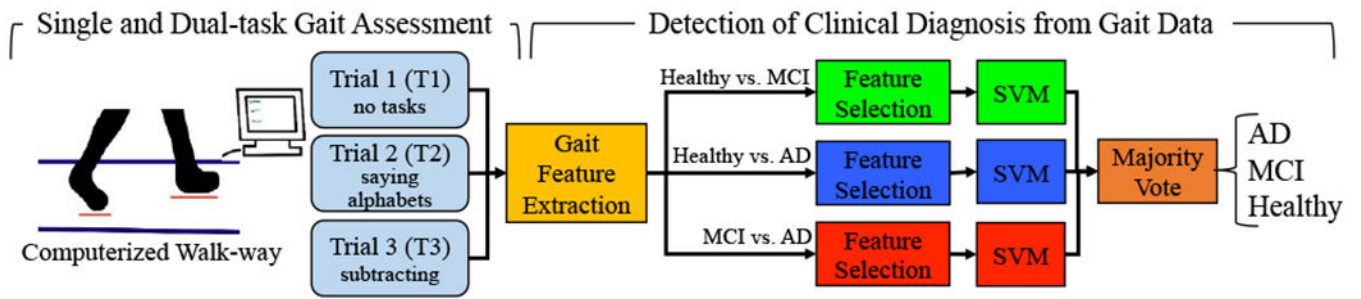 Single and Dual-task Gait Assessment
Detection of Clinical Diagnosis from Gait Data
Computerized Walk-way
Trial 1 (T1)
no tasks
Trial 2 (T2)
saying
alphabets
Trial 3 (T3)
subtracting
Gait
Feature
Extraction
Healthy vs. MCI
Feature
Selection
SVM
Healthy vs. AD
Feature
Selection
SVM
MCI vs. AD
Feature
Selection
SVM
Majority
Vote
AD
MCI
Healthy